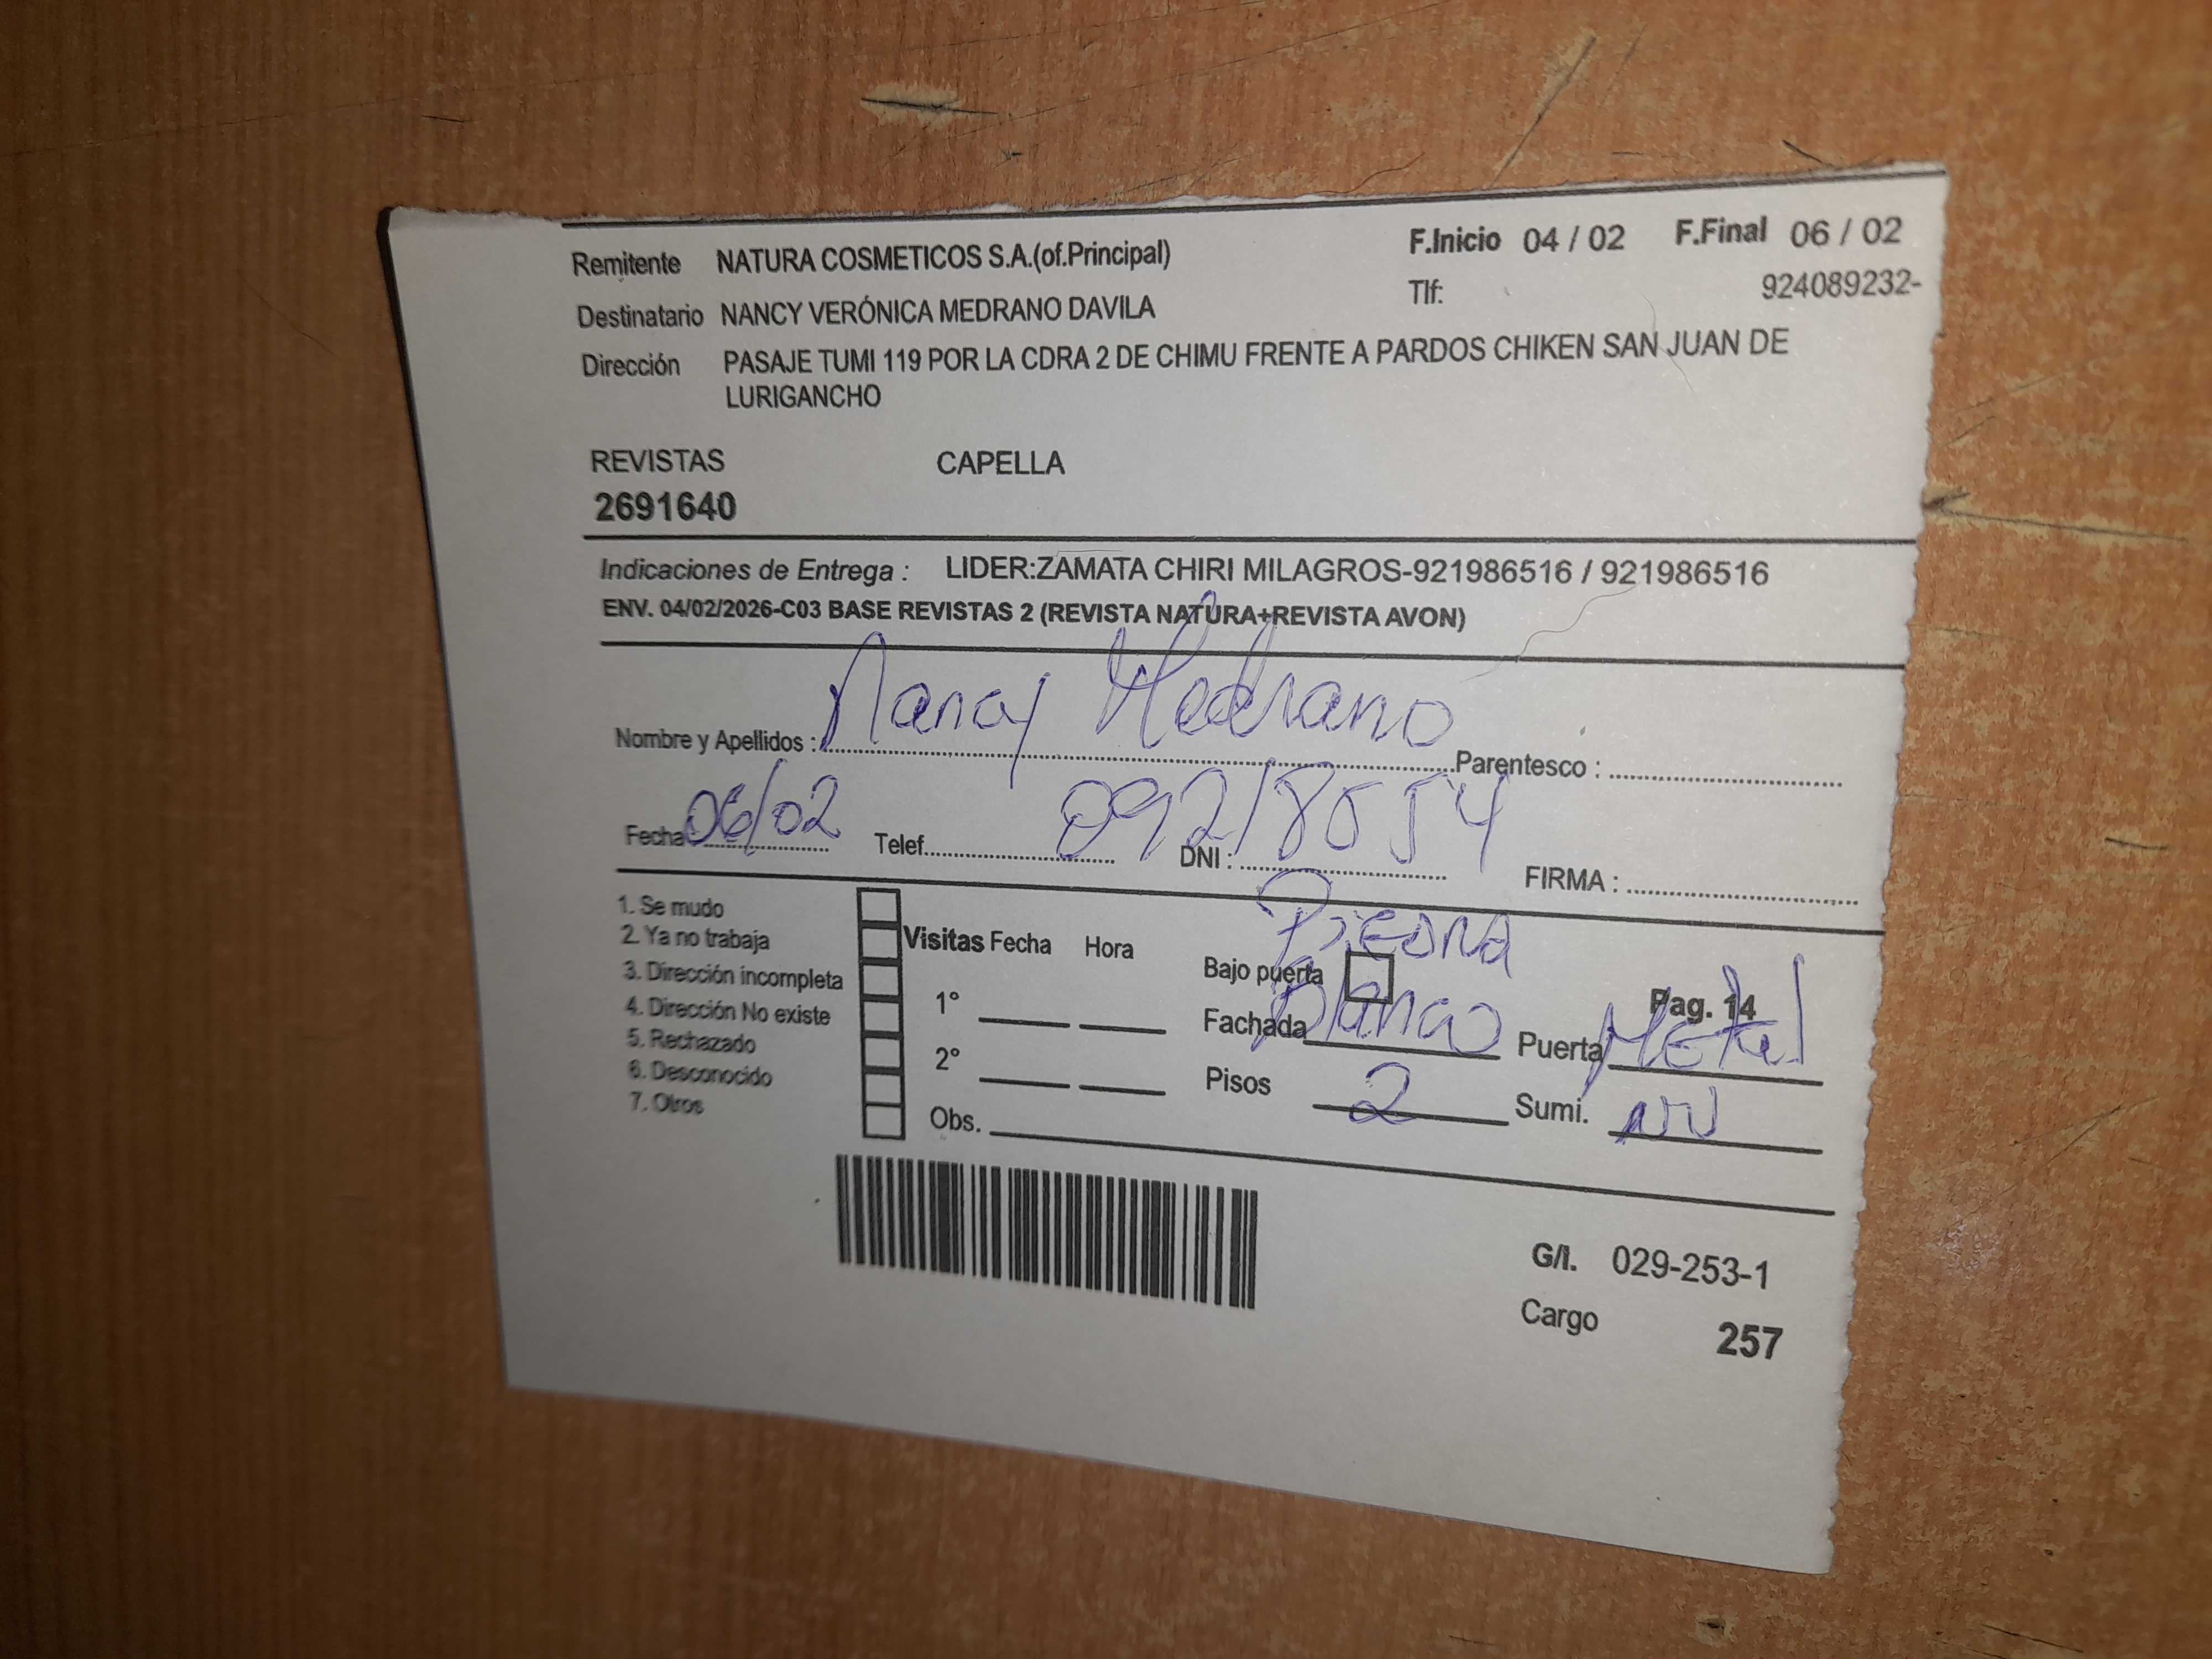 Remitente NATURA COSMETICOS S.A.(of.Principal) F.Inicio 04 / 02 F.Final 06 / 02
Destinatario NANCY VERÓNICA MEDRANO DAVILA Tlf: 924089232-
Dirección PASAJE TUMI 119 POR LA CDRA 2 DE CHIMU FRENTE A PARDOS CHIKEN SAN JUAN DE
LURIGANCHO
REVISTAS CAPELLA
2691640
Indicaciones de Entrega : LIDER:ZAMATA CHIRI MILAGROS-921986516 / 921986516
ENV. 04/02/2026-C03 BASE REVISTAS 2 (REVISTA NATURA+REVISTA AVON)
Nombre y Apellidos : Nancy Medrano Parentesco :
Fecha 06/02 Telef. DNI : FIRMA :
1. Se mudo
2. Ya no trabaja
3. Dirección incompleta
4. Dirección No existe
5. Rechazado
6. Desconocido
7. Otros
Visitas Fecha Hora
1°
2°
Obs.
Bajo puerta
Pag. 14
Fachada blanco Puerta Metal
Pisos 2 Sumi.
G/I. 029-253-1
Cargo 257